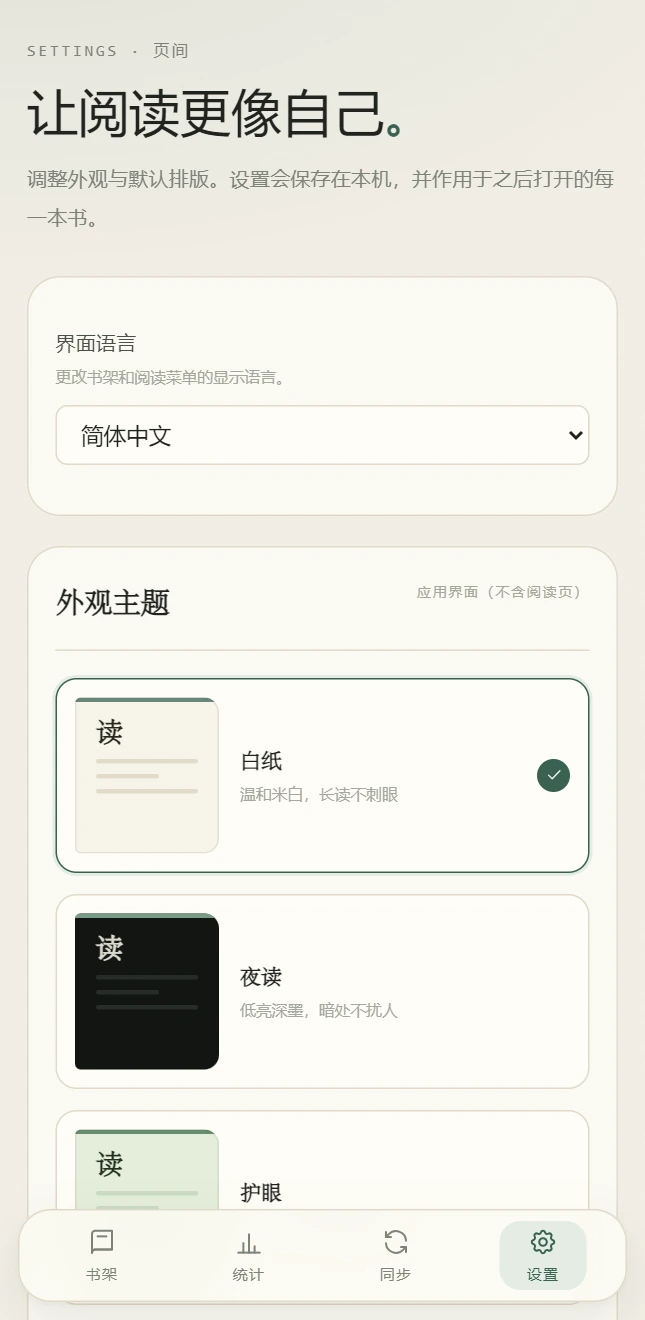 SETTINGS · 页间
让阅读更像自己。
调整外观与默认排版。设置会保存在本机，并作用于之后打开的每
一本书。
界面语言
更改书架和阅读菜单的显示语言。
简体中文
外观主题
应用界面（不含阅读页）
读
白纸
温和米白，长读不刺眼
读
夜读
低亮深墨，暗处不扰人
读
护眼
书架
统计
同步
设置